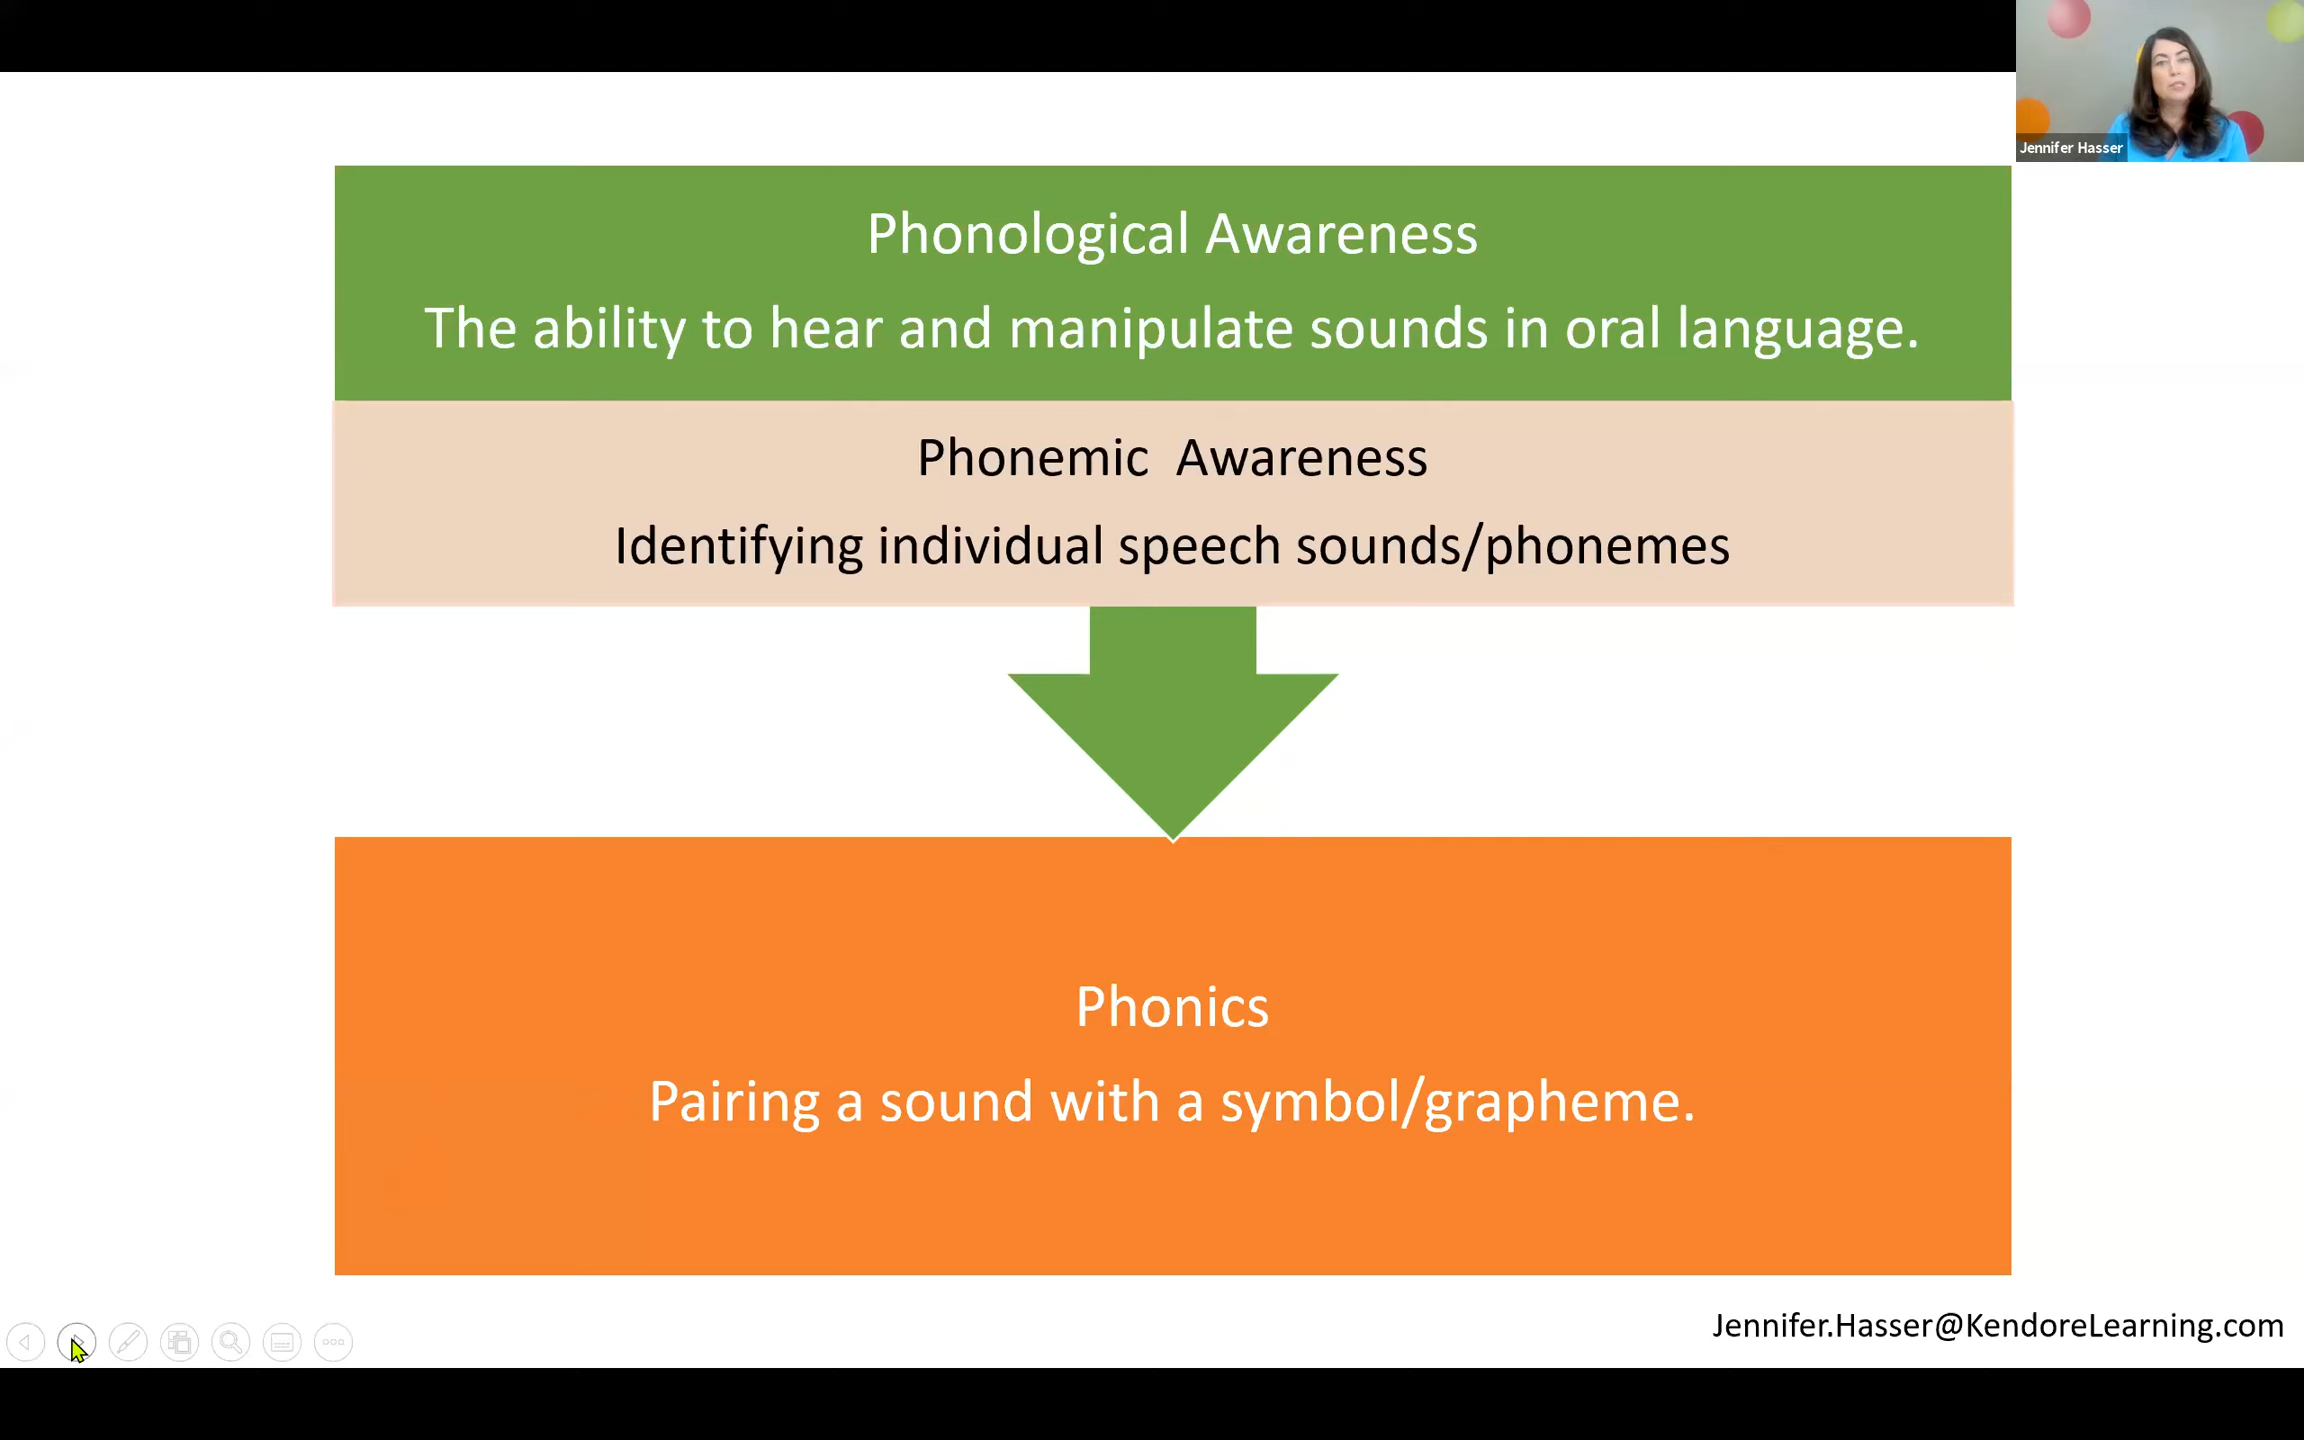 Jennifer Hasser
Phonological Awareness
The ability to hear and manipulate sounds in oral language.
Phonemic  Awareness
Identifying individual speech sounds/phonemes
Phonics
Pairing a sound with a symbol/grapheme.
Jennifer.Hasser@KendoreLearning.com